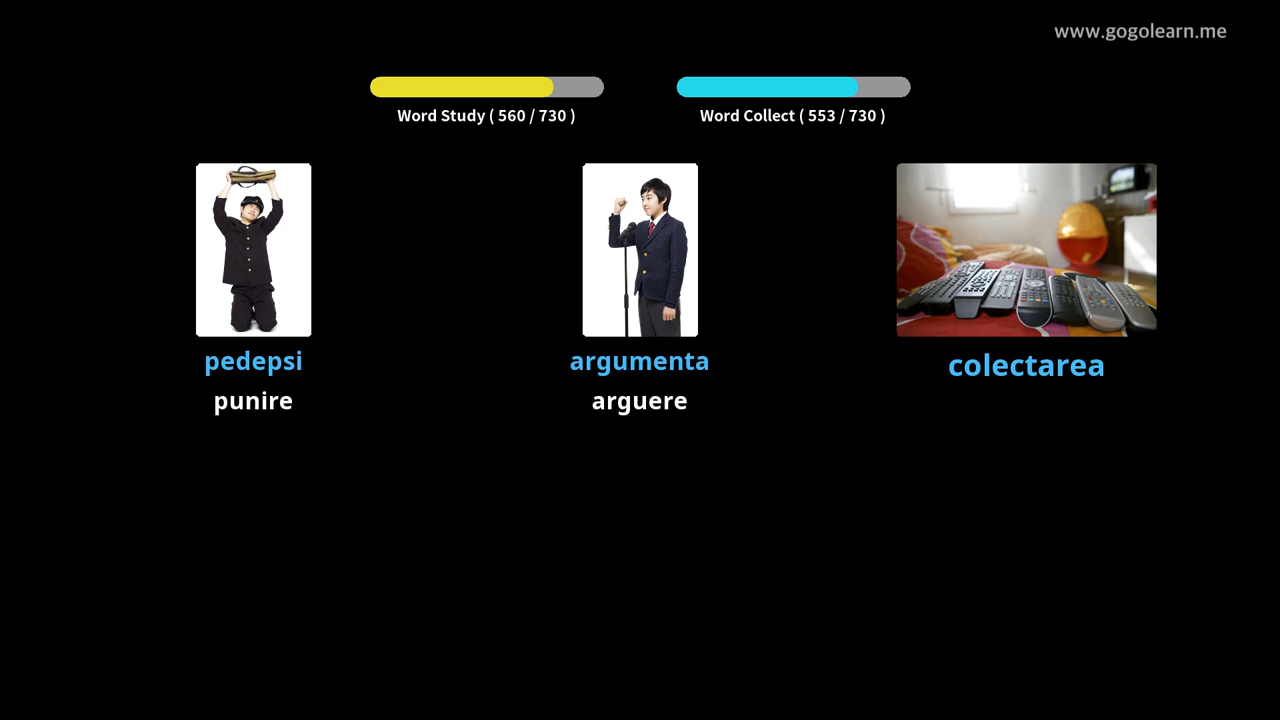 www.gogolearn.me
Word Study ( 560 / 730 )
Word Collect ( 553 / 730 )
pedepsi
argumenta
colectarea
punire
arguere